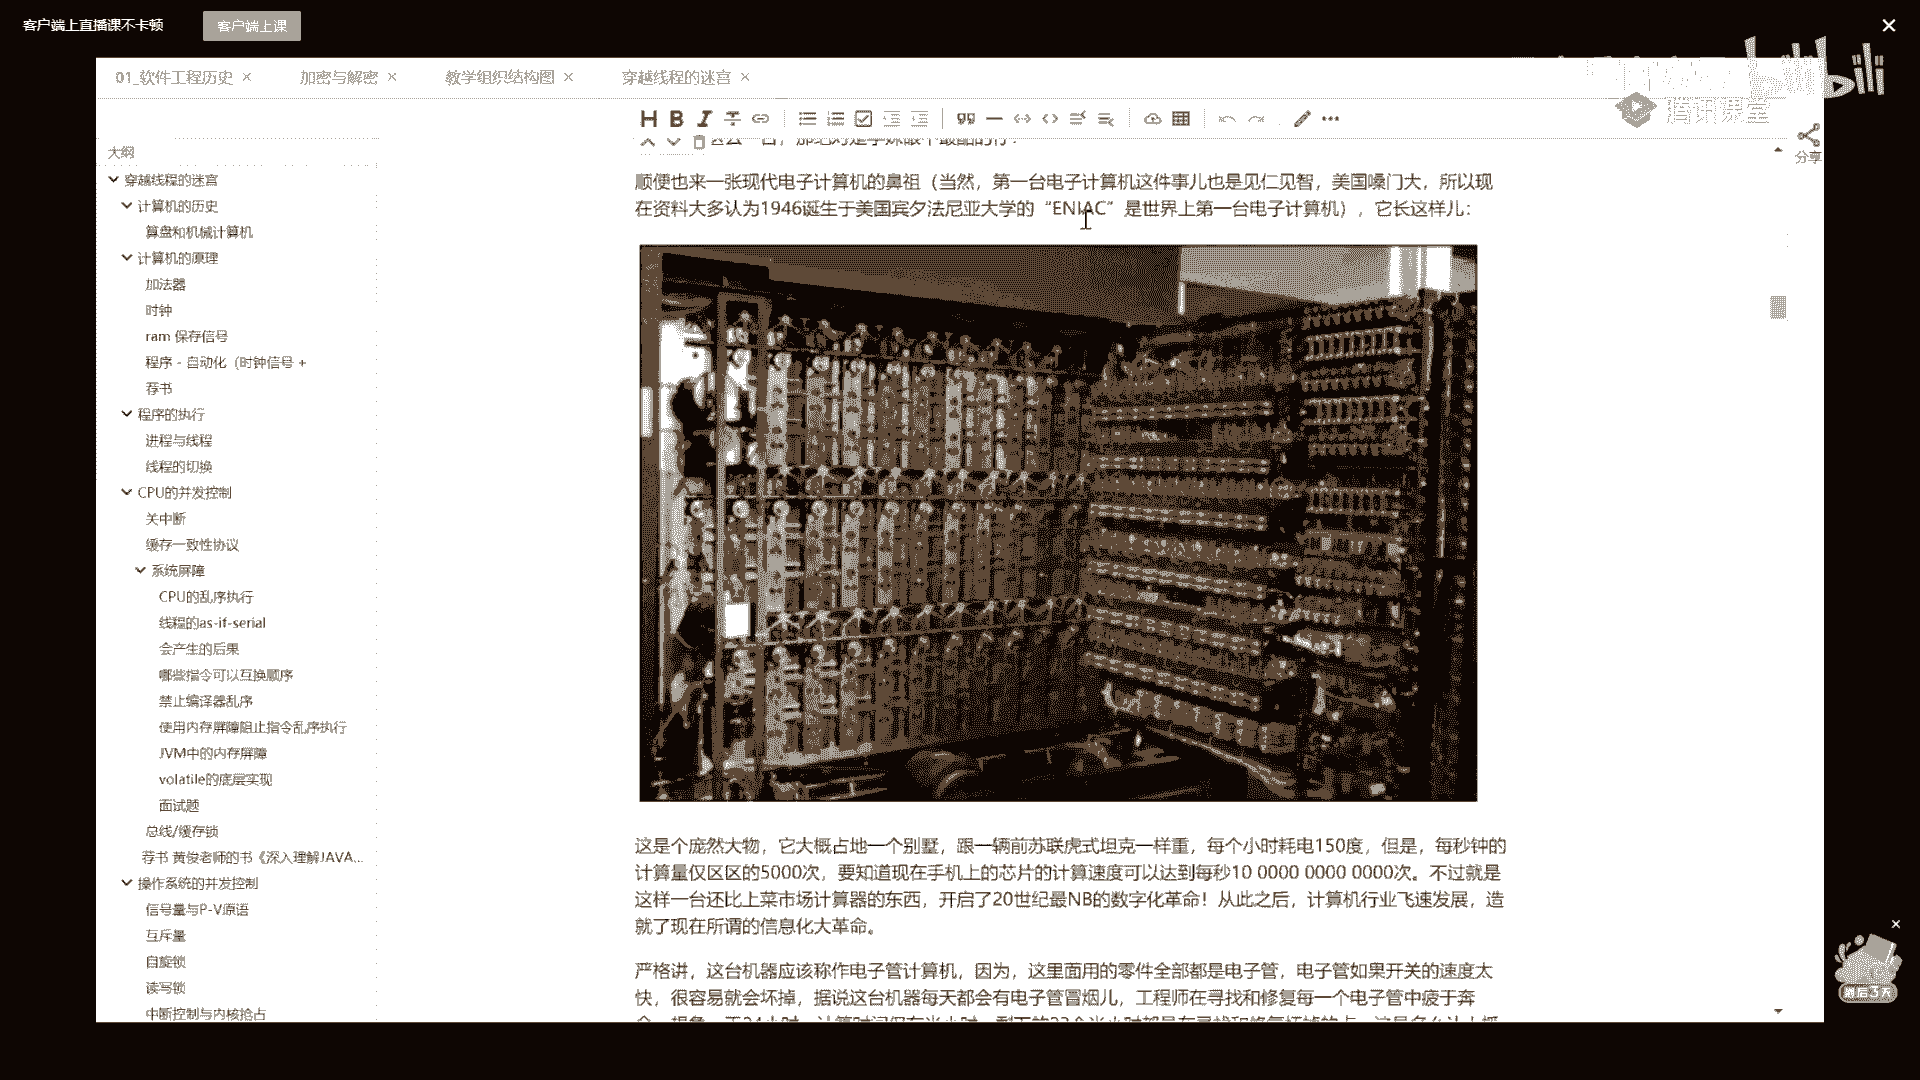 客户端上直播课不卡顿
客户端上课
01_软件工程历史
加密与解密
教学组织结构图
穿越线程的迷宫
bilibili
腾讯课堂
分享
大纲
穿越线程的迷宫
计算机的历史
算盘和机械计算机
计算机的原理
加法器
时钟
ram 保存信号
程序 - 自动化（时钟信号 +
荐书
程序的执行
进程与线程
线程的切换
CPU的并发控制
关中断
缓存一致性协议
系统屏障
CPU的乱序执行
线程的as-if-serial
会产生的后果
哪些指令可以互换顺序
禁止编译器乱序
使用内存屏障阻止指令乱序执行
JVM中的内存屏障
volatile的底层实现
面试题
总线/缓存锁
荐书 黄俊老师的书《深入理解JAVA...
操作系统的并发控制
信号量与P-V原语
互斥量
自旋锁
读写锁
中断控制与内核抢占
顺便也来一张现代电子计算机的鼻祖（当然，第一台电子计算机这件事儿也是见仁见智，美国嗓门大，所以现
在资料大多认为1946诞生于美国宾夕法尼亚大学的“ENIAC”是世界上第一台电子计算机），它长这样儿：
这是个庞然大物，它大概占地一个别墅，跟一辆前苏联虎式坦克一样重，每个小时耗电150度，但是，每秒钟的
计算量仅区区的5000次，要知道现在手机上的芯片的计算速度可以达到每秒10 0000 0000 0000次。不过就是
这样一台还比上菜市场计算器的东西，开启了20世纪最NB的数字化革命！从此之后，计算机行业飞速发展，造
就了现在所谓的信息化大革命。
严格讲，这台机器应该称作电子管计算机，因为，这里面用的零件全部都是电子管，电子管如果开关的速度太
快，很容易就会坏掉，据说这台机器每天都会有电子管冒烟儿，工程师在寻找和修复每一个电子管中疲于奔